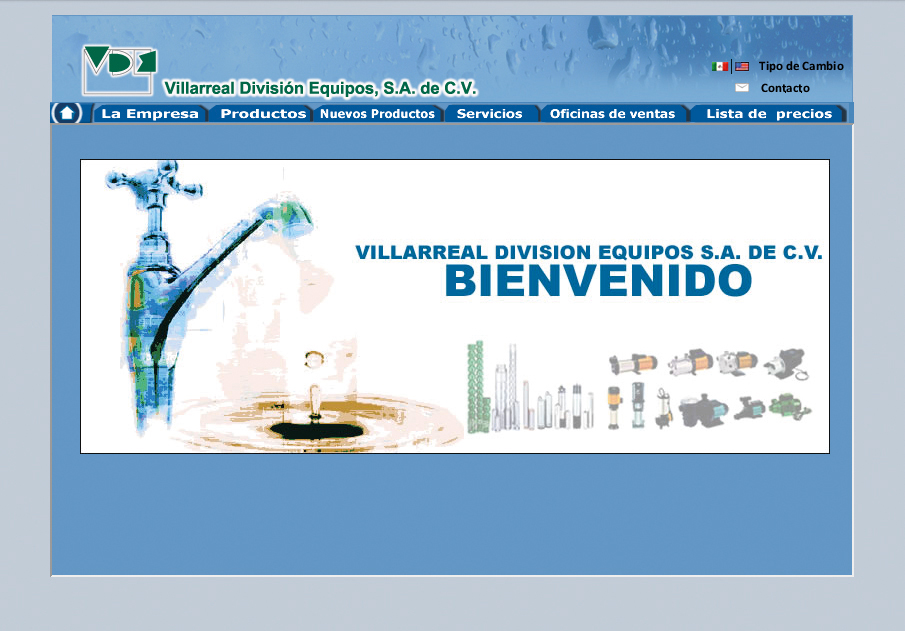 VDE
Villarreal División Equipos, S.A. de C.V.
Tipo de Cambio
Contacto
La Empresa
Productos
Nuevos Productos
Servicios
Oficinas de ventas
Lista de precios
VILLARREAL DIVISION EQUIPOS S.A. DE C.V.
BIENVENIDO